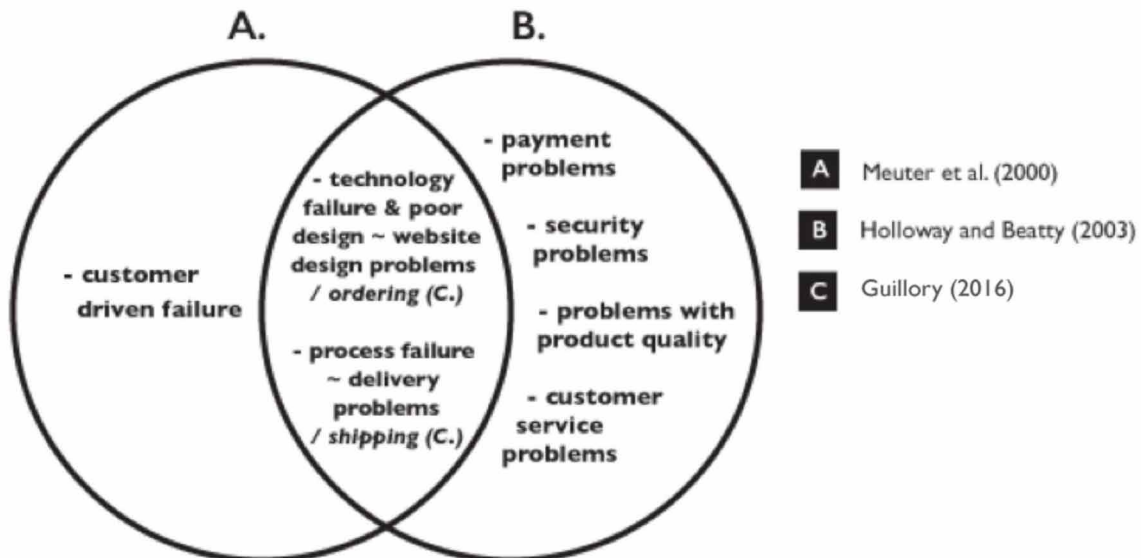 A.
B.
- customer
driven failure
- technology
failure & poor
design ~ website
design problems
/ ordering (C.)
- process failure
~ delivery
problems
/ shipping (C.)
- payment
problems
- security
problems
- problems with
product quality
- customer
service
problems
A Meuter et al. (2000)
B Holloway and Beatty (2003)
C Guillory (2016)